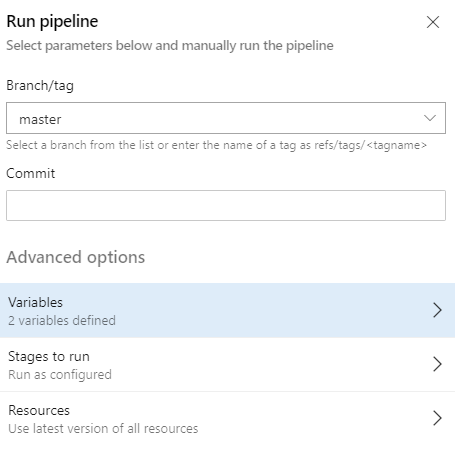 Run pipeline
Select parameters below and manually run the pipeline
Branch/tag
master
Select a branch from the list or enter the name of a tag as refs/tags/<tagname>
Commit
Advanced options
Variables
2 variables defined
Stages to run
Run as configured
Resources
Use latest version of all resources